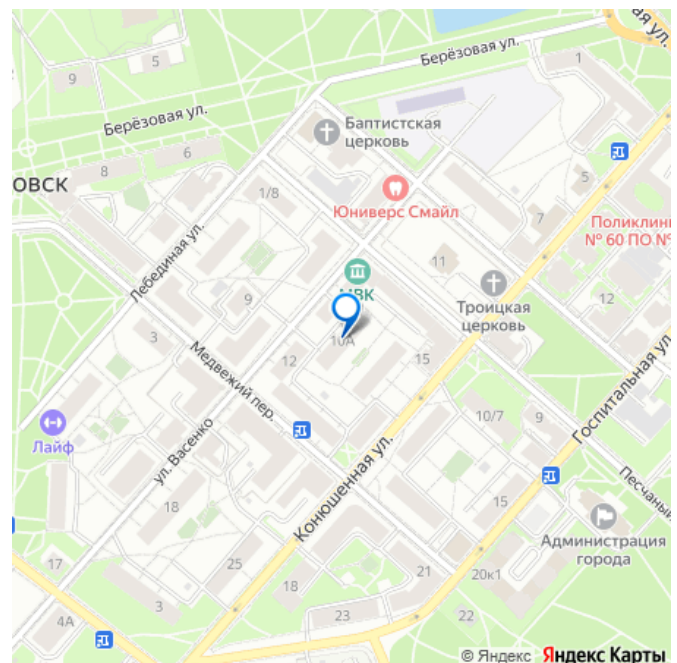 ая ул.
Берёзовая ул.
1
9
5
Берёзовая ул.
Баптистская
церковь
6
8
ОВСК
1/8
Юниверс Смайл
5
7
Поликлини
№ 60 ПО №
Лебединая ул.
11
МВК
Троицкая
церковь
12
9
3
10А
15
12
Медвежий пер.
Госпитальная ул.
Лайф
ул. Васенко
10/7
9
Конюшенная ул.
Песчаный
18
15
Администрация
города
17
25
21
20к1
18
3
23
22
4А
© Яндекс Яндекс Карты